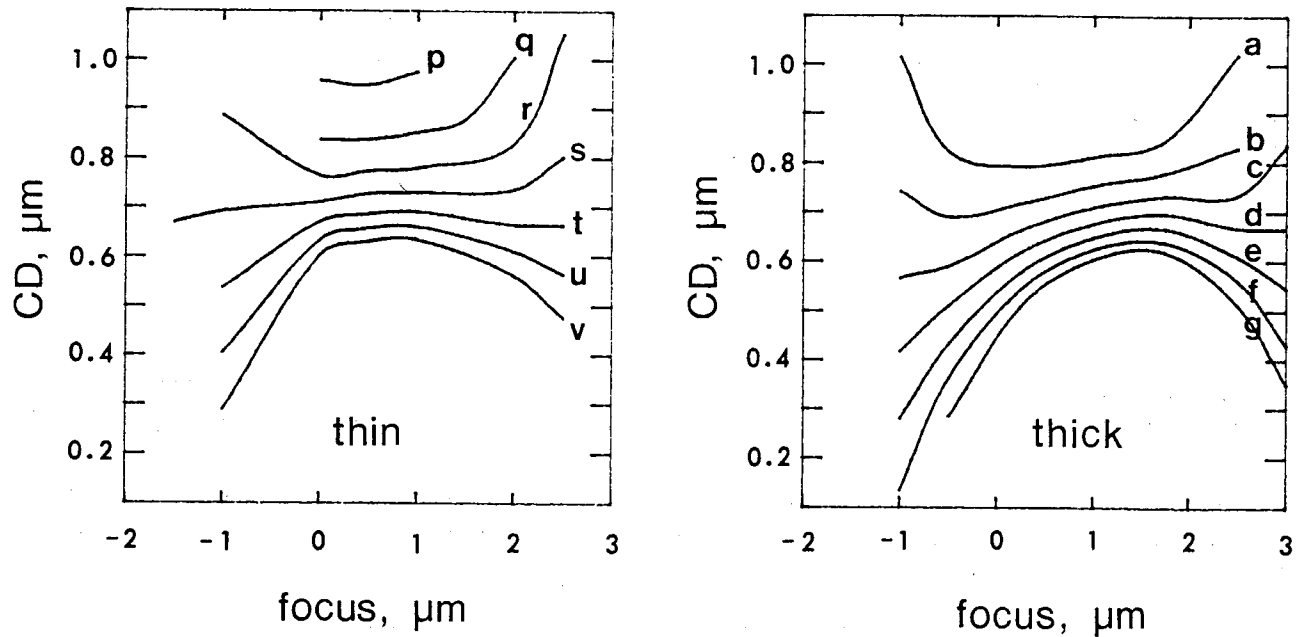 CD, µm
1.0
0.8
0.6
0.4
0.2
p
q
r
s
t
u
v
thin
-2 -1 0 1 2 3
focus, µm
CD, µm
1.0
0.8
0.6
0.4
0.2
a
b
c
d
e
f
g
thick
-2 -1 0 1 2 3
focus, µm